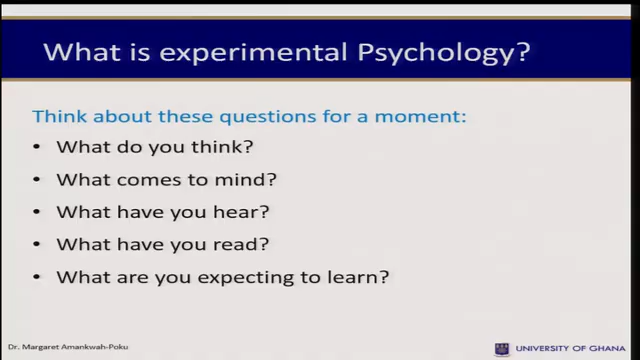 What is experimental Psychology?
Think about these questions for a moment:
• What do you think?
• What comes to mind?
• What have you hear?
• What have you read?
• What are you expecting to learn?
Dr. Margaret Amankwah-Poku
UNIVERSITY OF GHANA